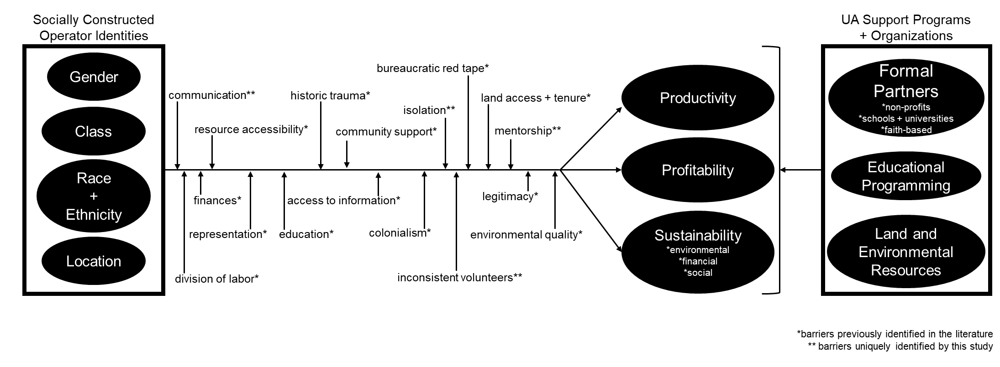 Socially Constructed
Operator Identities
Gender
Class
Race
+
Ethnicity
Location
communication**
resource accessibility*
historic trauma*
community support*
bureaucratic red tape*
isolation**
land access + tenure*
mentorship**
finances*
representation*
division of labor*
education*
access to information*
colonialism*
inconsistent volunteers**
legitimacy*
environmental quality*
Productivity
Profitability
Sustainability
*environmental
*financial
*social
UA Support Programs
+ Organizations
Formal
Partners
*non-profits
*schools + universities
*faith-based
Educational
Programming
Land and
Environmental
Resources
*barriers previously identified in the literature
** barriers uniquely identified by this study